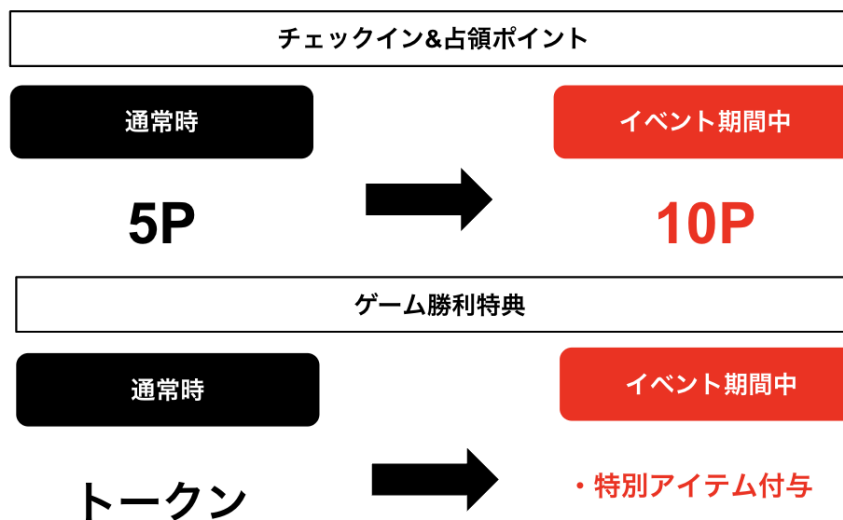 チェックイン&占領ポイント
通常時
イベント期間中
5P
10P
ゲーム勝利特典
通常時
イベント期間中
トークン
・特別アイテム付与